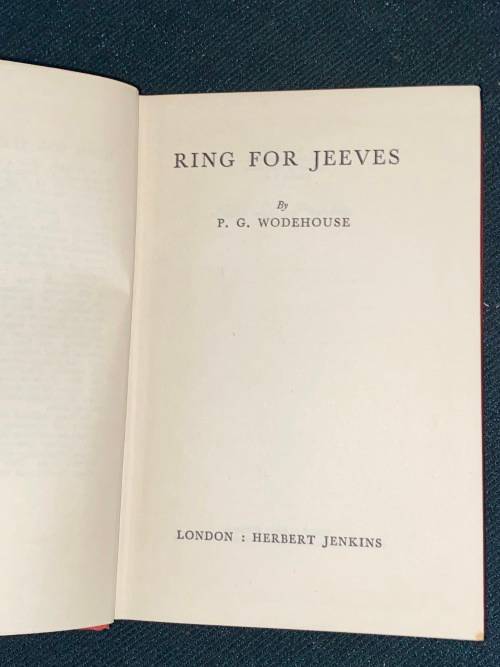 RING FOR JEEVES
By
P. G. WODEHOUSE
LONDON : HERBERT JENKINS